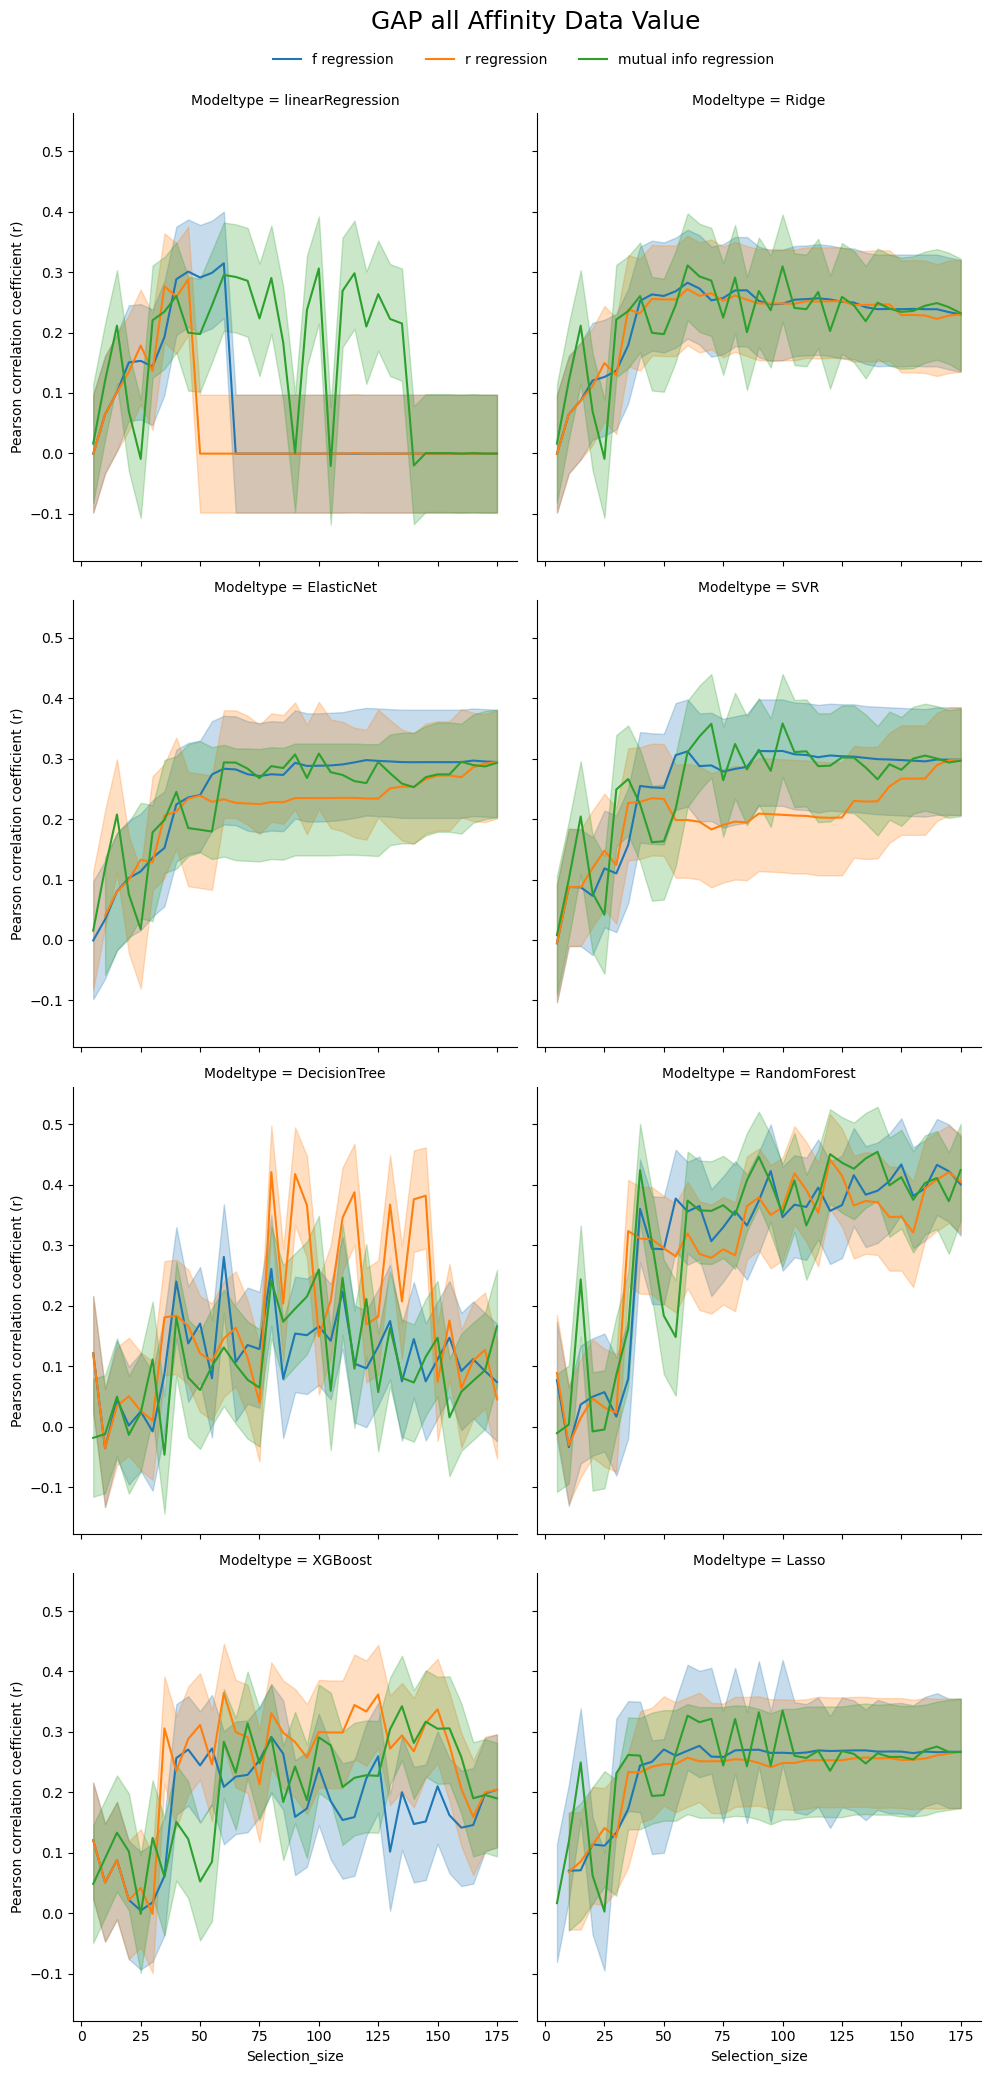 GAP all Affinity Data Value
f regression r regression mutual info regression
Modeltype = linearRegression
0.5
0.4
0.3
0.2
0.1
0.0
−0.1
Pearson correlation coefficient (r)
Modeltype = Ridge
Modeltype = ElasticNet
0.5
0.4
0.3
0.2
0.1
0.0
−0.1
Pearson correlation coefficient (r)
Modeltype = SVR
Modeltype = DecisionTree
0.5
0.4
0.3
0.2
0.1
0.0
−0.1
Pearson correlation coefficient (r)
Modeltype = RandomForest
Modeltype = XGBoost
0.5
0.4
0.3
0.2
0.1
0.0
−0.1
Pearson correlation coefficient (r)
0 25 50 75 100 125 150 175
Selection_size
Modeltype = Lasso
0 25 50 75 100 125 150 175
Selection_size